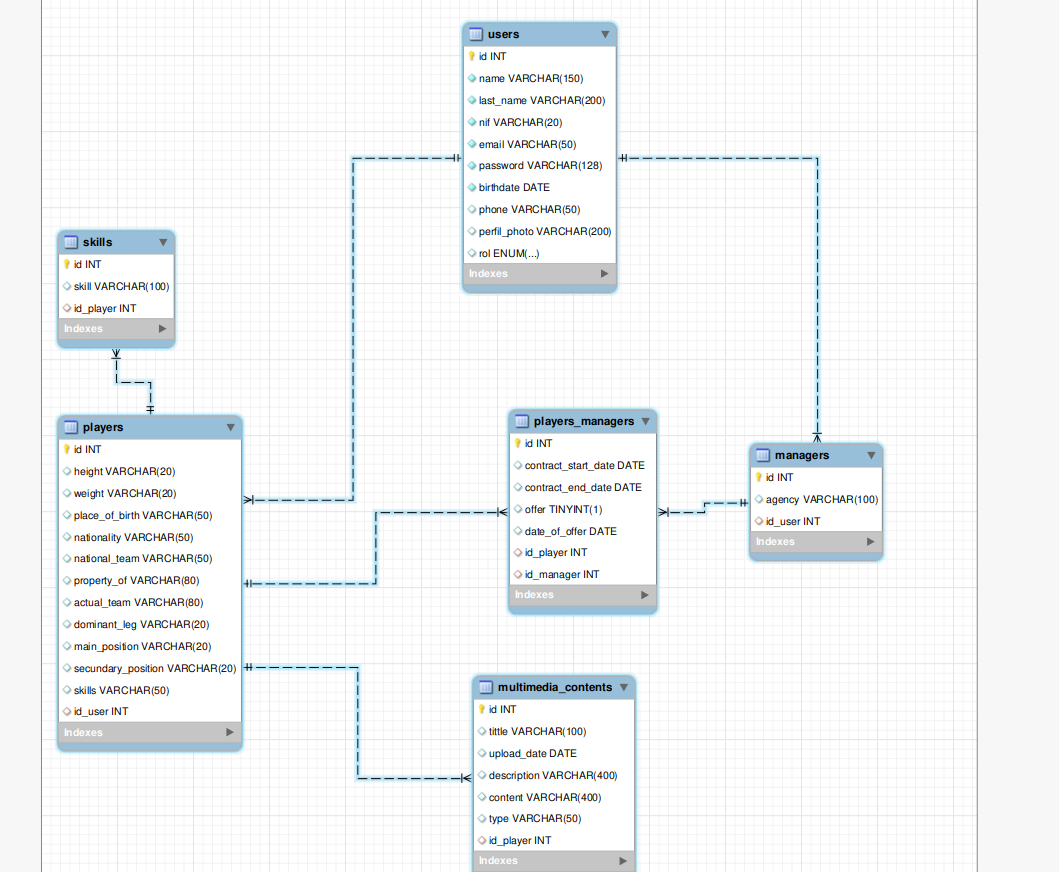 users
id INT
name VARCHAR(150)
last_name VARCHAR(200)
nif VARCHAR(20)
email VARCHAR(50)
password VARCHAR(128)
birthdate DATE
phone VARCHAR(50)
perfil_photo VARCHAR(200)
rol ENUM(...)
Indexes
skills
id INT
skill VARCHAR(100)
id_player INT
Indexes
players
id INT
height VARCHAR(20)
weight VARCHAR(20)
place_of_birth VARCHAR(50)
nationality VARCHAR(50)
national_team VARCHAR(50)
property_of VARCHAR(80)
actual_team VARCHAR(80)
dominant_leg VARCHAR(20)
main_position VARCHAR(20)
secundary_position VARCHAR(20)
skills VARCHAR(50)
id_user INT
Indexes
players_managers
id INT
contract_start_date DATE
contract_end_date DATE
offer TINYINT(1)
date_of_offer DATE
id_player INT
id_manager INT
Indexes
managers
id INT
agency VARCHAR(100)
id_user INT
Indexes
multimedia_contents
id INT
tittle VARCHAR(100)
upload_date DATE
description VARCHAR(400)
content VARCHAR(400)
type VARCHAR(50)
id_player INT
Indexes